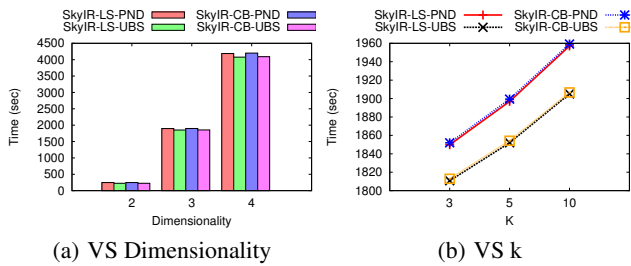 SkyIR-LS-PND SkyIR-CB-PND
SkyIR-LS-UBS SkyIR-CB-UBS
Time (sec)
4500
4000
3500
3000
2500
2000
1500
1000
500
0
2 3 4
Dimensionality
(a) VS Dimensionality
SkyIR-LS-PND SkyIR-CB-PND
SkyIR-LS-UBS SkyIR-CB-UBS
Time (sec)
1960
1940
1920
1900
1880
1860
1840
1820
1800
3 5 10
K
(b) VS k